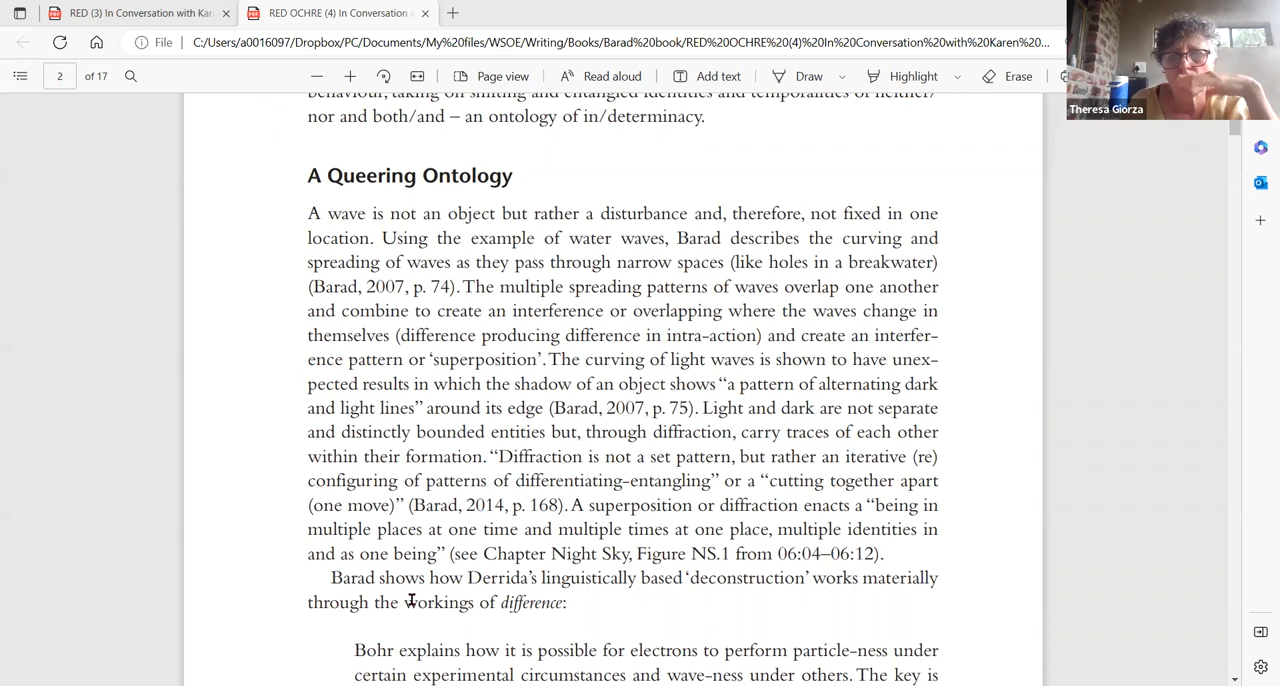 RED (3) In Conversation with Kar
RED OCHRE (4) In Conversation
File
C:/Users/a0016097/Dropbox/PC/Documents/My%20files/WSOE/Writing/Books/Barad%20book/RED%20OCHRE%20(4)%20In%20Conversation%20with%20Karen%20...
2 of 17
Page view
Read aloud
Add text
Draw
Highlight
Erase
Theresa Giorza
behaviour, taking on shifting and entangled identities and temporalities of neither/
nor and both/and – an ontology of in/determinacy.
A Queering Ontology
A wave is not an object but rather a disturbance and, therefore, not fixed in one
location. Using the example of water waves, Barad describes the curving and
spreading of waves as they pass through narrow spaces (like holes in a breakwater)
(Barad, 2007, p. 74). The multiple spreading patterns of waves overlap one another
and combine to create an interference or overlapping where the waves change in
themselves (difference producing difference in intra-action) and create an interfer-
ence pattern or ‘superposition’. The curving of light waves is shown to have unex-
pected results in which the shadow of an object shows “a pattern of alternating dark
and light lines” around its edge (Barad, 2007, p. 75). Light and dark are not separate
and distinctly bounded entities but, through diffraction, carry traces of each other
within their formation. “Diffraction is not a set pattern, but rather an iterative (re)
configuring of patterns of differentiating-entangling” or a “cutting together apart
(one move)” (Barad, 2014, p. 168). A superposition or diffraction enacts a “being in
multiple places at one time and multiple times at one place, multiple identities in
and as one being” (see Chapter Night Sky, Figure NS.1 from 06:04–06:12).
Barad shows how Derrida’s linguistically based ‘deconstruction’ works materially
through the workings of difference:
Bohr explains how it is possible for electrons to perform particle-ness under
certain experimental circumstances and wave-ness under others. The key is